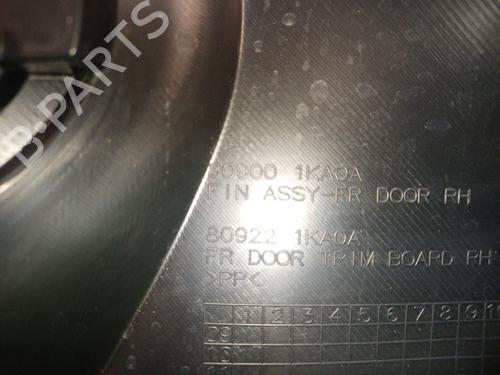 B-PARTS
80900 1KA0A
FIN ASSY-FR DOOR RH
80922 1KA0A
FR DOOR TRIM BOARD RH
>PP<
1 2 3 4 5 6 7 8 9 10
09
10